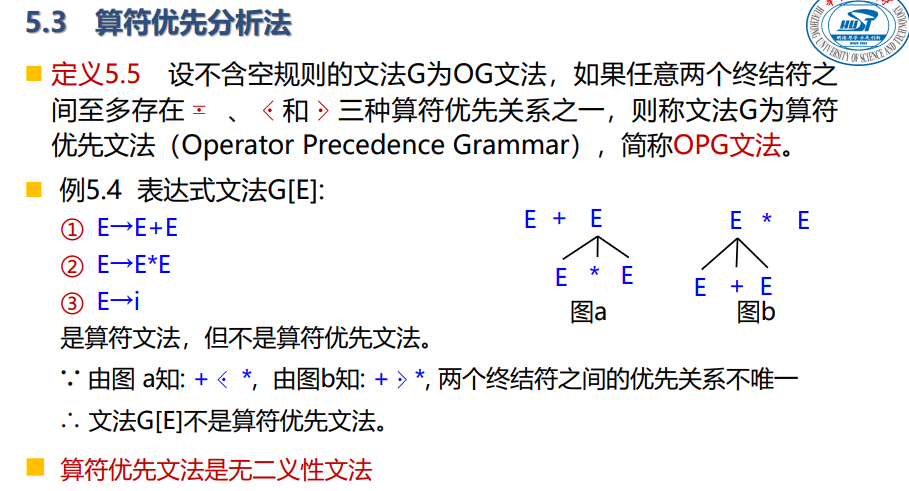 5.3 算符优先分析法
HUST
HUAZHONG UNIVERSITY OF SCIENCE AND TECHNOLOGY
定义5.5 设不含空规则的文法G为OG文法，如果任意两个终结符之
间至多存在 ≐ 、⋖ 和 ⋗ 三种算符优先关系之一，则称文法G为算符
优先文法（Operator Precedence Grammar），简称OPG文法。
例5.4 表达式文法G[E]:
① E→E+E
② E→E*E
③ E→i
E + E
E * E
图a
E * E
E + E
图b
是算符文法，但不是算符优先文法。
∵ 由图 a知: + ⋖ *, 由图b知: + ⋗ *, 两个终结符之间的优先关系不唯一
∴ 文法G[E]不是算符优先文法。
算符优先文法是无二义性文法